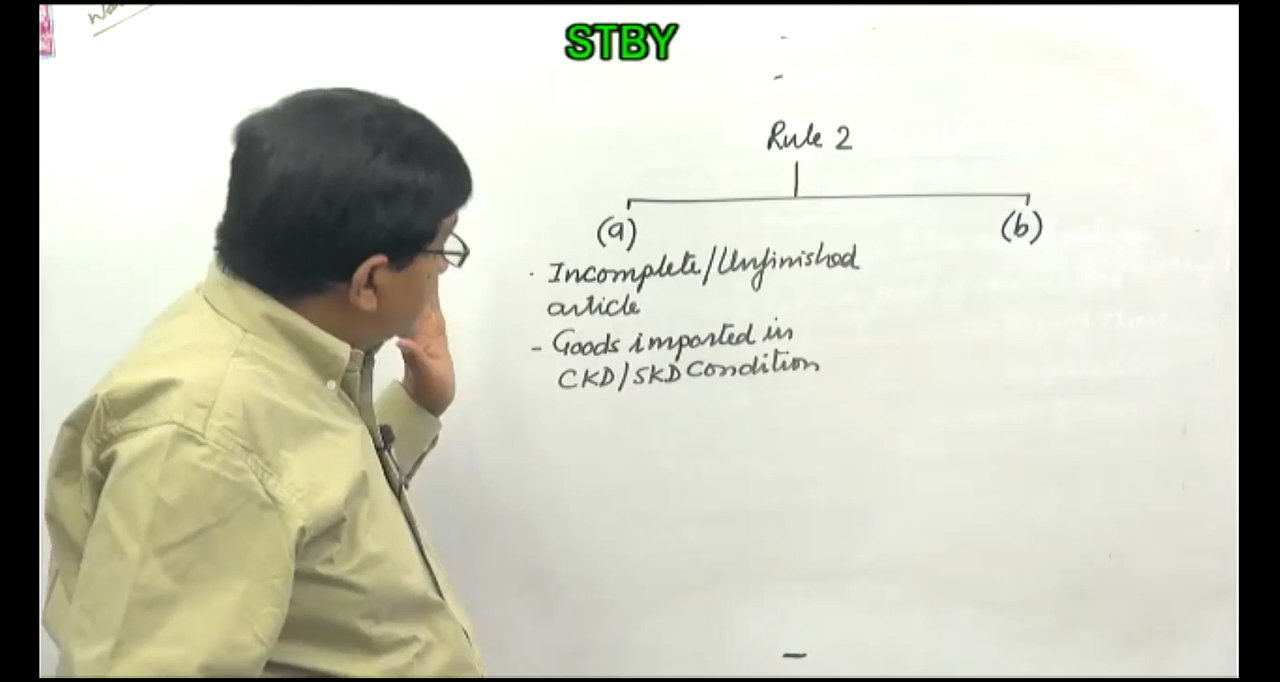 STBY
Rule 2
(a) (b)
· Incomplete/Unfinished
article
- Goods imported in
CKD/SKD Condition